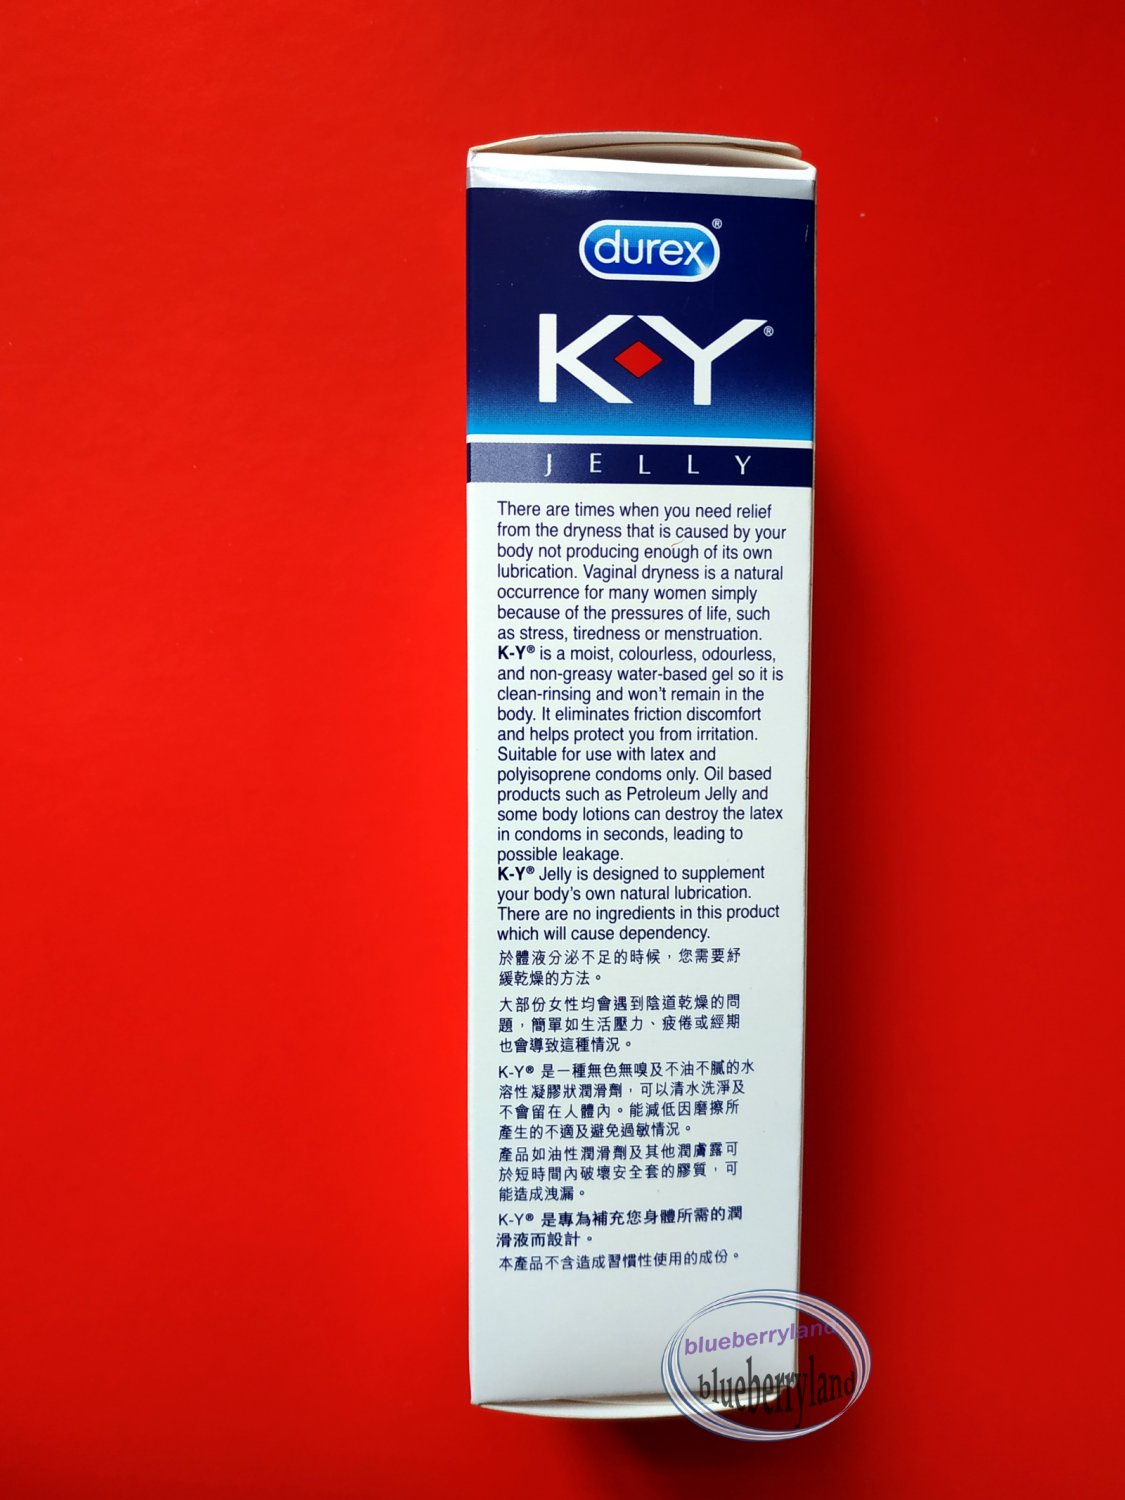 durex®
K-Y®
JELLY
There are times when you need relief
from the dryness that is caused by your
body not producing enough of its own
lubrication. Vaginal dryness is a natural
occurrence for many women simply
because of the pressures of life, such
as stress, tiredness or menstruation.
K-Y® is a moist, colourless, odourless,
and non-greasy water-based gel so it is
clean-rinsing and won't remain in the
body. It eliminates friction discomfort
and helps protect you from irritation.
Suitable for use with latex and
polyisoprene condoms only. Oil based
products such as Petroleum Jelly and
some body lotions can destroy the latex
in condoms in seconds, leading to
possible leakage.
K-Y® Jelly is designed to supplement
your body's own natural lubrication.
There are no ingredients in this product
which will cause dependency.
於體液分泌不足的時候，您需要紓
緩乾燥的方法。
大部份女性均會遇到陰道乾燥的問
題，簡單如生活壓力、疲倦或經期
也會導致這種情況。
K-Y® 是一種無色無嗅及不油不膩的水
溶性凝膠狀潤滑劑，可以清水洗淨及
不會留在人體內。能減低因磨擦所
產生的不適及避免過敏情況。
產品如油性潤滑劑及其他潤膚露可
於短時間內破壞安全套的膠質，可
能造成洩漏。
K-Y® 是專為補充您身體所需的潤
滑液而設計。
本產品不含造成習慣性使用的成份。
blueberryland
blueberryland